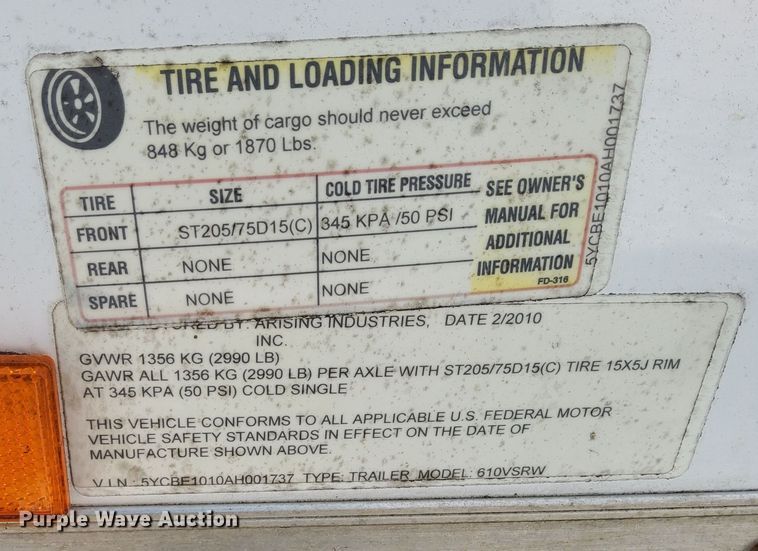 TIRE AND LOADING INFORMATION
The weight of cargo should never exceed
848 Kg or 1870 Lbs.
TIRE SIZE COLD TIRE PRESSURE
FRONT ST205/75D15(C) 345 KPA /50 PSI
REAR NONE NONE
SPARE NONE NONE
SEE OWNER'S
MANUAL FOR
ADDITIONAL
INFORMATION
FD-316
5YCBE1010AH001737
BY: ARISING INDUSTRIES, DATE 2/2010
INC.
GVWR 1356 KG (2990 LB)
GAWR ALL 1356 KG (2990 LB) PER AXLE WITH ST205/75D15(C) TIRE 15X5J RIM
AT 345 KPA (50 PSI) COLD SINGLE
THIS VEHICLE CONFORMS TO ALL APPLICABLE U.S. FEDERAL MOTOR
VEHICLE SAFETY STANDARDS IN EFFECT ON THE DATE OF
MANUFACTURE SHOWN ABOVE.
V.I.N.: 5YCBE1010AH001737 TYPE: TRAILER MODEL: 610VSRW
Purple Wave Auction